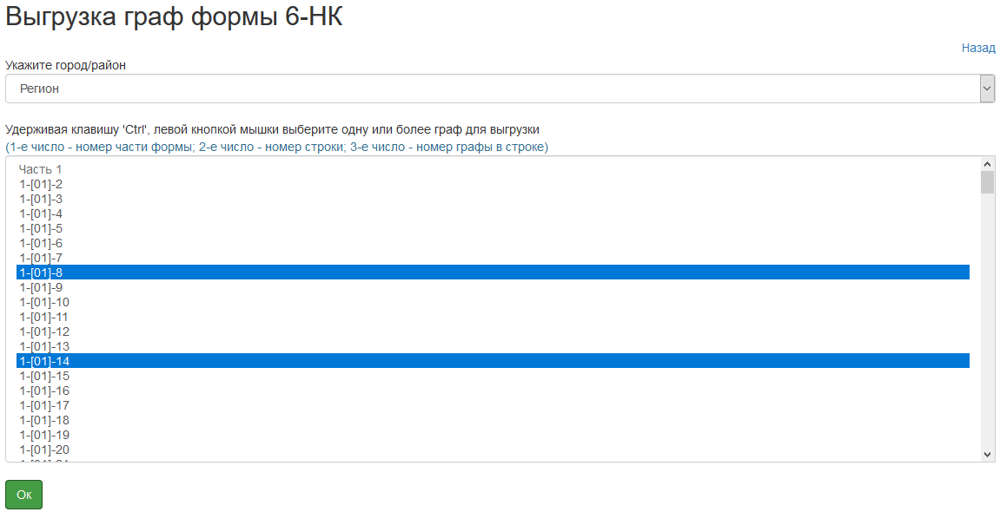 Выгрузка граф формы 6-НК
Назад
Укажите город/район
Регион
Удерживая клавишу 'Ctrl', левой кнопкой мышки выберите одну или более граф для выгрузки
(1-е число - номер части формы; 2-е число - номер строки; 3-е число - номер графы в строке)
Часть 1
1-[01]-2
1-[01]-3
1-[01]-4
1-[01]-5
1-[01]-6
1-[01]-7
1-[01]-8
1-[01]-9
1-[01]-10
1-[01]-11
1-[01]-12
1-[01]-13
1-[01]-14
1-[01]-15
1-[01]-16
1-[01]-17
1-[01]-18
1-[01]-19
1-[01]-20
Ок